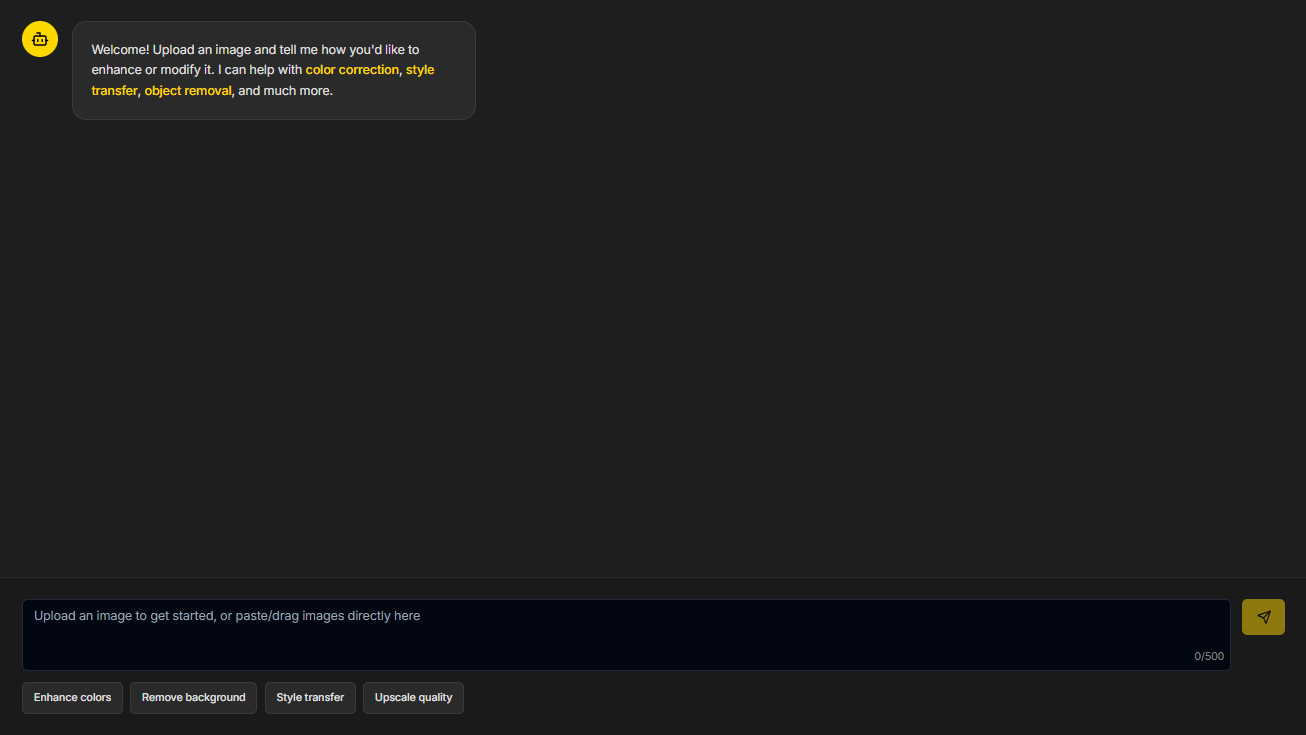 Welcome! Upload an image and tell me how you'd like to
enhance or modify it. I can help with color correction, style
transfer, object removal, and much more.
Upload an image to get started, or paste/drag images directly here
0/500
Enhance colors
Remove background
Style transfer
Upscale quality